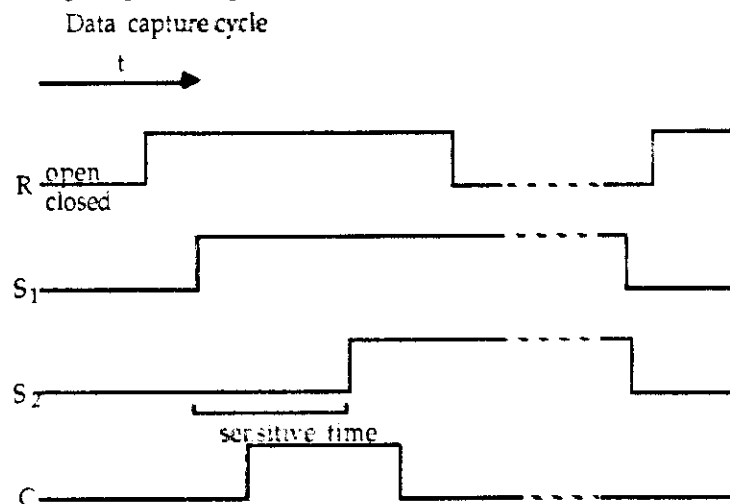 Data capture cycle
t
R open
closed
S1
S2
sensitive time
C